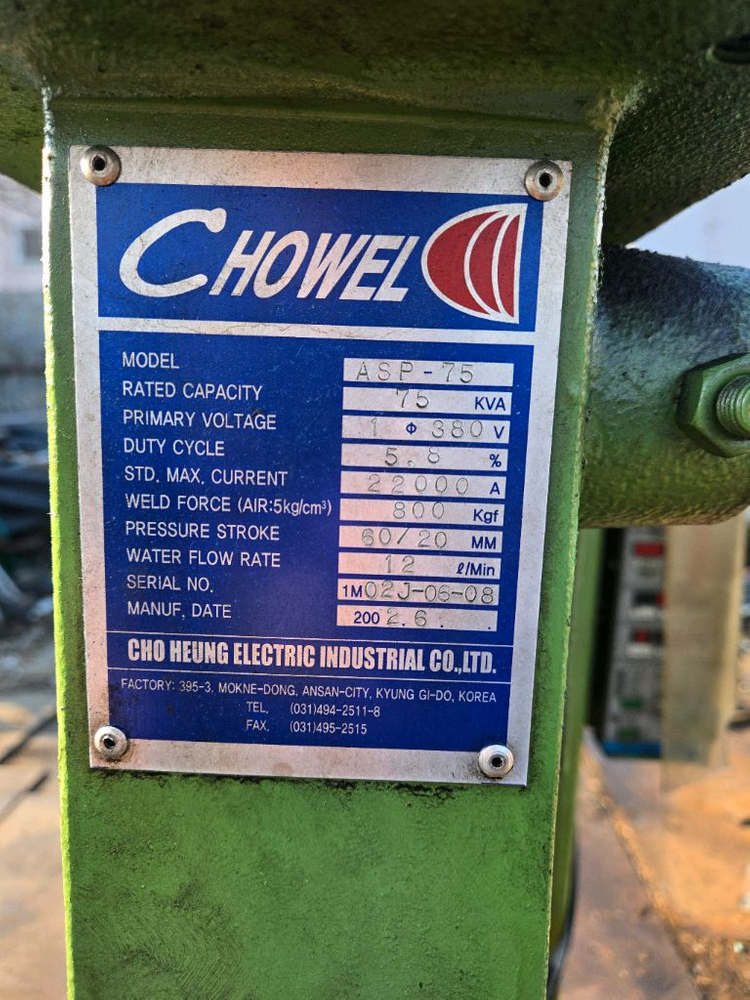 CHOWEL
MODEL ASP-75
RATED CAPACITY 75 KVA
PRIMARY VOLTAGE 1 Φ 380 V
DUTY CYCLE 5.8 %
STD. MAX. CURRENT 22000 A
WELD FORCE (AIR:5kg/cm³) 800 Kgf
PRESSURE STROKE 60/20 MM
WATER FLOW RATE 12 ℓ/Min
SERIAL NO. 1M02J-06-08
MANUF. DATE 2002.6. .
CHO HEUNG ELECTRIC INDUSTRIAL CO.,LTD.
FACTORY: 395-3, MOKNE-DONG, ANSAN-CITY, KYUNG GI-DO, KOREA
TEL. (031)494-2511-8
FAX. (031)495-2515